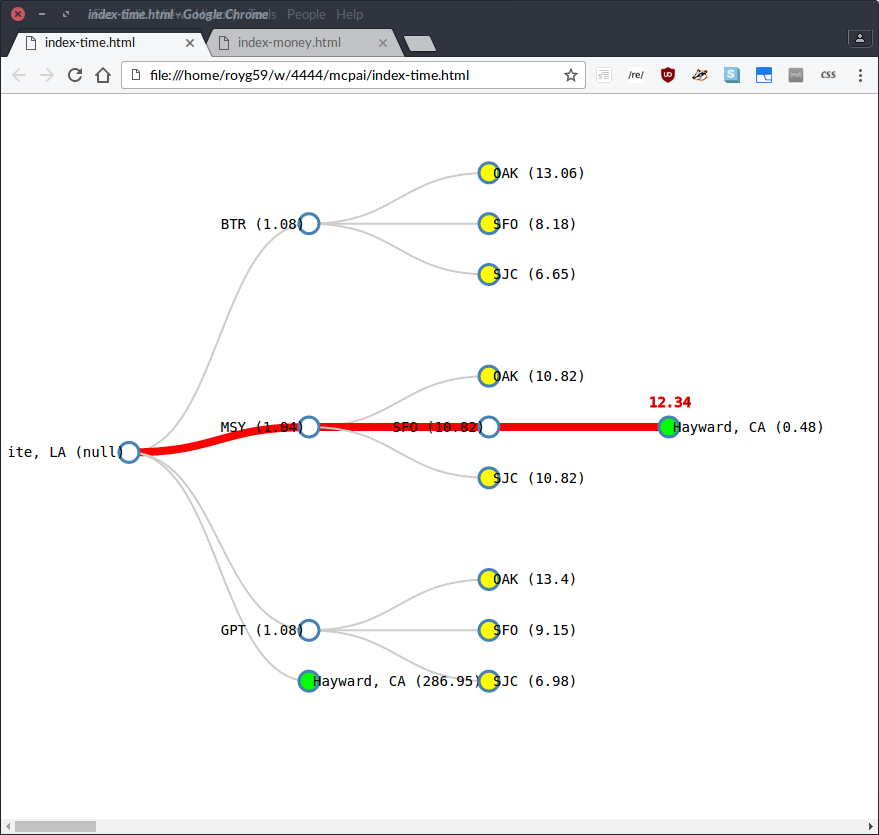 index-time.html - Google Chrome
People Help
index-time.html
index-money.html
file:///home/royg59/w/4444/mcpai/index-time.html
/re/
CSS
OAK (13.06)
BTR (1.08)
SFO (8.18)
SJC (6.65)
OAK (10.82)
12.34
MSY (1.04)
SFO (10.82)
Hayward, CA (0.48)
ite, LA (null)
SJC (10.82)
OAK (13.4)
GPT (1.08)
SFO (9.15)
Hayward, CA (286.95)
SJC (6.98)